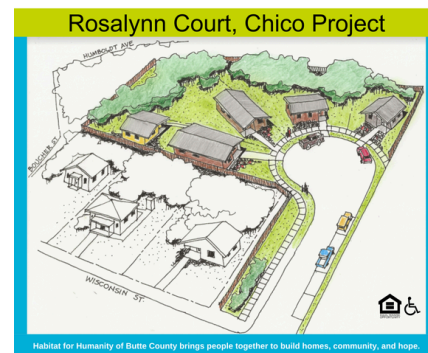 Rosalynn Court, Chico Project
HUMBOLDT AVE
BOUCHER ST.
WISCONSIN ST.
Habitat for Humanity of Butte County brings people together to build homes, community, and hope.